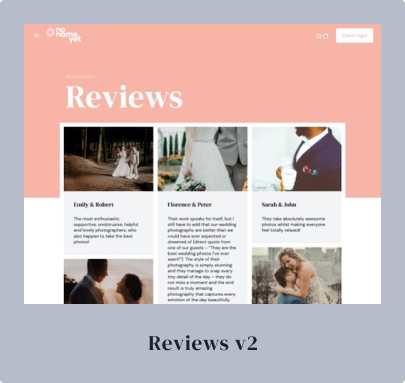 no
name
yet
Client Login
Reviews
Emily & Robert
Florence & Peter
Sarah & John
The most enthusiastic,
supportive, unobtrusive, helpful
and lovely photographers, who
also happen to take the best
photos!
Their work speaks for itself, but I
still have to add that our wedding
photographs are better than we
could have ever expected or
dreamed of (direct quote from
one of our guests – "They are the
best wedding photos I've ever
seen!"). The style of their
photography is simply stunning
and they manage to snap every
tiny detail of the day – they do
not miss a moment and the end
result is truly amazing
photography that captures every
emotion of the day beautifully.
They take absolutely awesome
photos whilst making everyone
feel totally relaxed!
Reviews v2